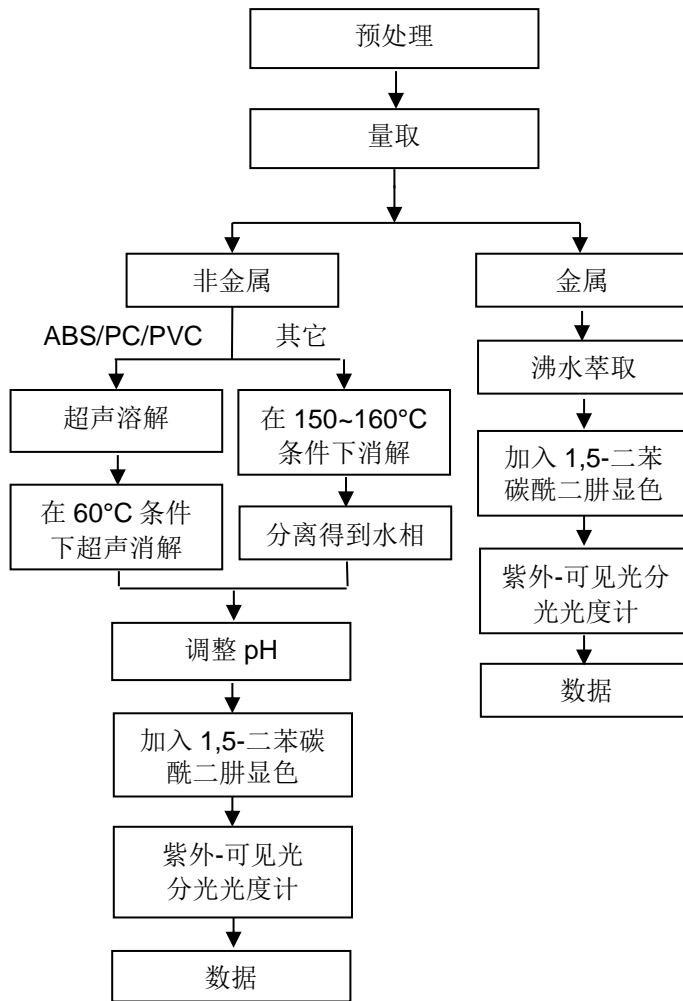 预处理
量取
非金属
金属
ABS/PC/PVC
其它
沸水萃取
超声溶解
在 150~160°C
条件下消解
加入 1,5-二苯
碳酰二肼显色
在 60°C 条件
下超声消解
分离得到水相
紫外-可见光分
光光度计
调整 pH
数据
加入 1,5-二苯碳
酰二肼显色
紫外-可见光
分光光度计
数据